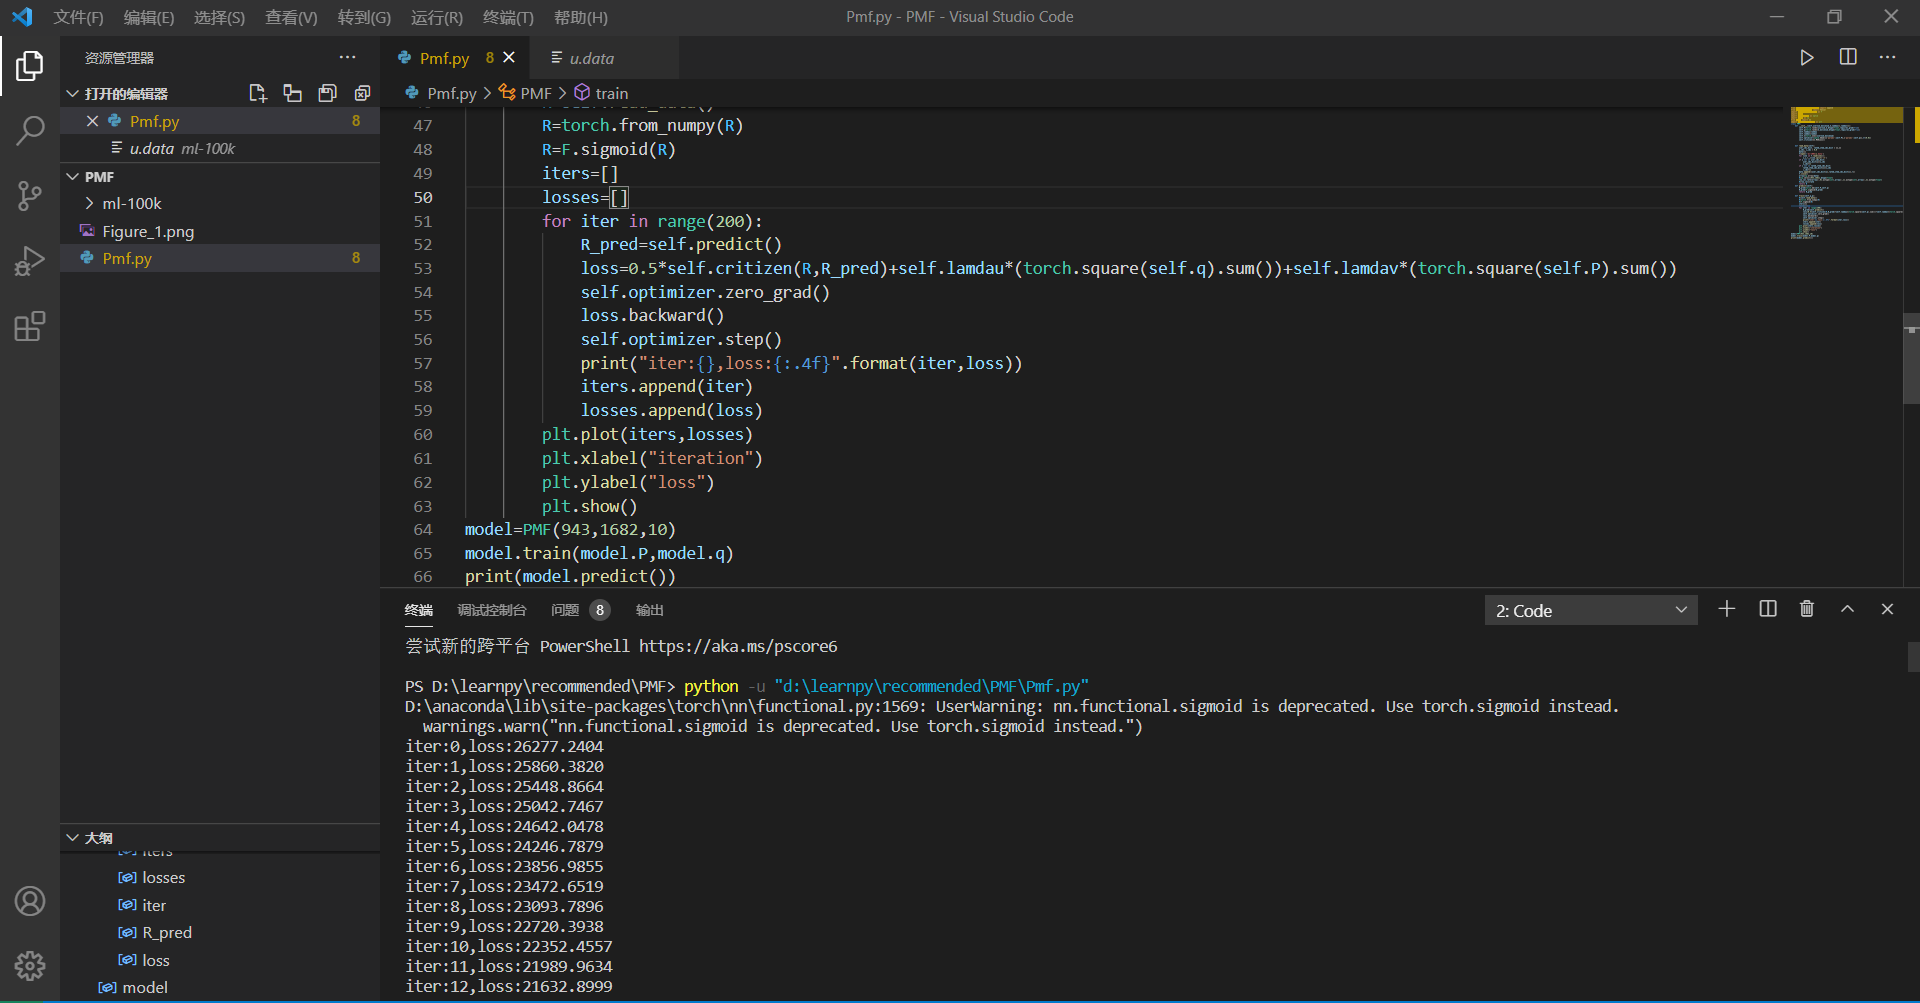 文件(F) 编辑(E) 选择(S) 查看(V) 转到(G) 运行(R) 终端(T) 帮助(H)
Pmf.py - PMF - Visual Studio Code
资源管理器
打开的编辑器
Pmf.py 8
u.data ml-100k
PMF
ml-100k
Figure_1.png
Pmf.py 8
大纲
iters
losses
iter
R_pred
loss
model
Pmf.py 8
u.data
Pmf.py > PMF > train
47 R=torch.from_numpy(R)
48 R=F.sigmoid(R)
49 iters=[]
50 losses=[]
51 for iter in range(200):
52 R_pred=self.predict()
53 loss=0.5*self.critizen(R,R_pred)+self.lamdau*(torch.square(self.q).sum())+self.lamdav*(torch.square(self.P).sum())
54 self.optimizer.zero_grad()
55 loss.backward()
56 self.optimizer.step()
57 print("iter:{},loss:{:.4f}".format(iter,loss))
58 iters.append(iter)
59 losses.append(loss)
60 plt.plot(iters,losses)
61 plt.xlabel("iteration")
62 plt.ylabel("loss")
63 plt.show()
64 model=PMF(943,1682,10)
65 model.train(model.P,model.q)
66 print(model.predict())
终端 调试控制台 问题 8 输出
2: Code
尝试新的跨平台 PowerShell https://aka.ms/pscore6
PS D:\learnpy\recommended\PMF> python -u "d:\learnpy\recommended\PMF\Pmf.py"
D:\anaconda\lib\site-packages\torch\nn\functional.py:1569: UserWarning: nn.functional.sigmoid is deprecated. Use torch.sigmoid instead.
warnings.warn("nn.functional.sigmoid is deprecated. Use torch.sigmoid instead.")
iter:0,loss:26277.2404
iter:1,loss:25860.3820
iter:2,loss:25448.8664
iter:3,loss:25042.7467
iter:4,loss:24642.0478
iter:5,loss:24246.7879
iter:6,loss:23856.9855
iter:7,loss:23472.6519
iter:8,loss:23093.7896
iter:9,loss:22720.3938
iter:10,loss:22352.4557
iter:11,loss:21989.9634
iter:12,loss:21632.8999